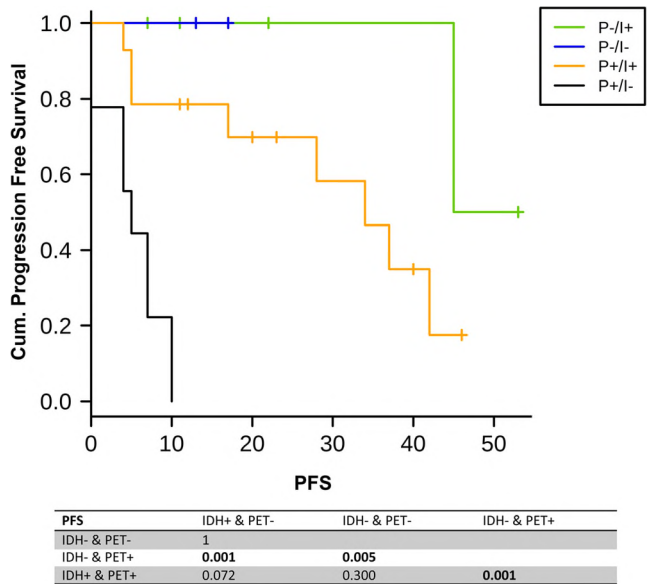 1.0
0.8
0.6
0.4
0.2
0.0
Cum. Progression Free Survival
0 10 20 30 40 50
PFS
P-/I+
P-/I-
P+/I+
P+/I-
PFS IDH+ & PET- IDH- & PET- IDH- & PET+
IDH- & PET- 1
IDH- & PET+ 0.001 0.005
IDH+ & PET+ 0.072 0.300 0.001